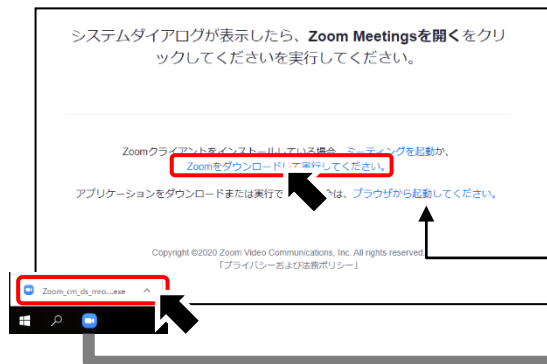 システムダイアログが表示したら、Zoom Meetingsを開くをクリ
ックしてくださいを実行してください。
Zoomクライアントをインストールしている場合、ミーティングを起動か、
Zoomをダウンロードして実行してください。
アプリケーションをダウンロードまたは実行で は、ブラウザから起動してください。
Copyright ©2020 Zoom Video Communications, Inc. All rights reserved.
「プライバシーおよび法務ポリシー」
Zoom_cm_ds_mro....exe